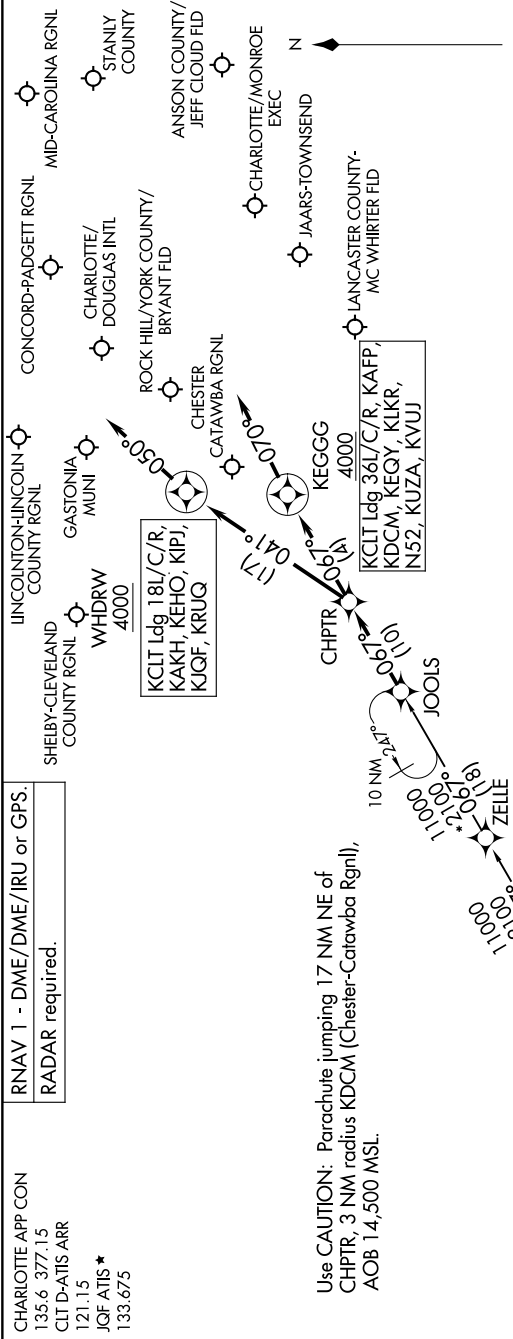 CHARLOTTE APP CON
135.6 377.15
CLT D-ATIS ARR
121.15
JQF ATIS ★
133.675
RNAV 1 - DME/DME/IRU or GPS.
RADAR required.
LINCOLNTON-LINCOLN
COUNTY RGNL
CONCORD-PADGETT RGNL
MID-CAROLINA RGNL
STANLY
COUNTY
SHELBY-CLEVELAND
COUNTY RGNL
GASTONIA
MUNI
CHARLOTTE/
DOUGLAS INTL
ROCK HILL/YORK COUNTY/
BRYANT FLD
ANSON COUNTY/
JEFF CLOUD FLD
CHARLOTTE/MONROE
EXEC
JAARS-TOWNSEND
LANCASTER COUNTY-
MC WHIRTER FLD
CHESTER
CATAWBA RGNL
N
WHDRW
4000
KCLT Ldg 18L/C/R,
KAKH, KEHO, KIPJ,
KJQF, KRUQ
050°
041°
(17)
070°
KEGGG
4000
KCLT Ldg 36L/C/R, KAFP,
KDCM, KEQY, KLKR,
N52, KUZA, KVUJ
067°
(4)
CHPTR
067°
(10)
JOOLS
10 NM
247°
11000
*2100
067°
(18)
ZELLE
11000
Use CAUTION: Parachute jumping 17 NM NE of
CHPTR, 3 NM radius KDCM (Chester-Catawba Rgnl),
AOB 14,500 MSL.